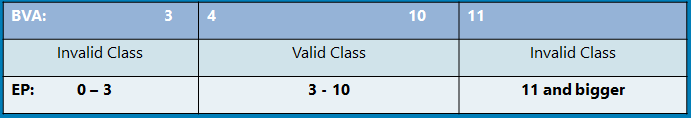 BVA: 3 4 10 11
Invalid Class Valid Class Invalid Class
EP: 0 – 3 3 - 10 11 and bigger